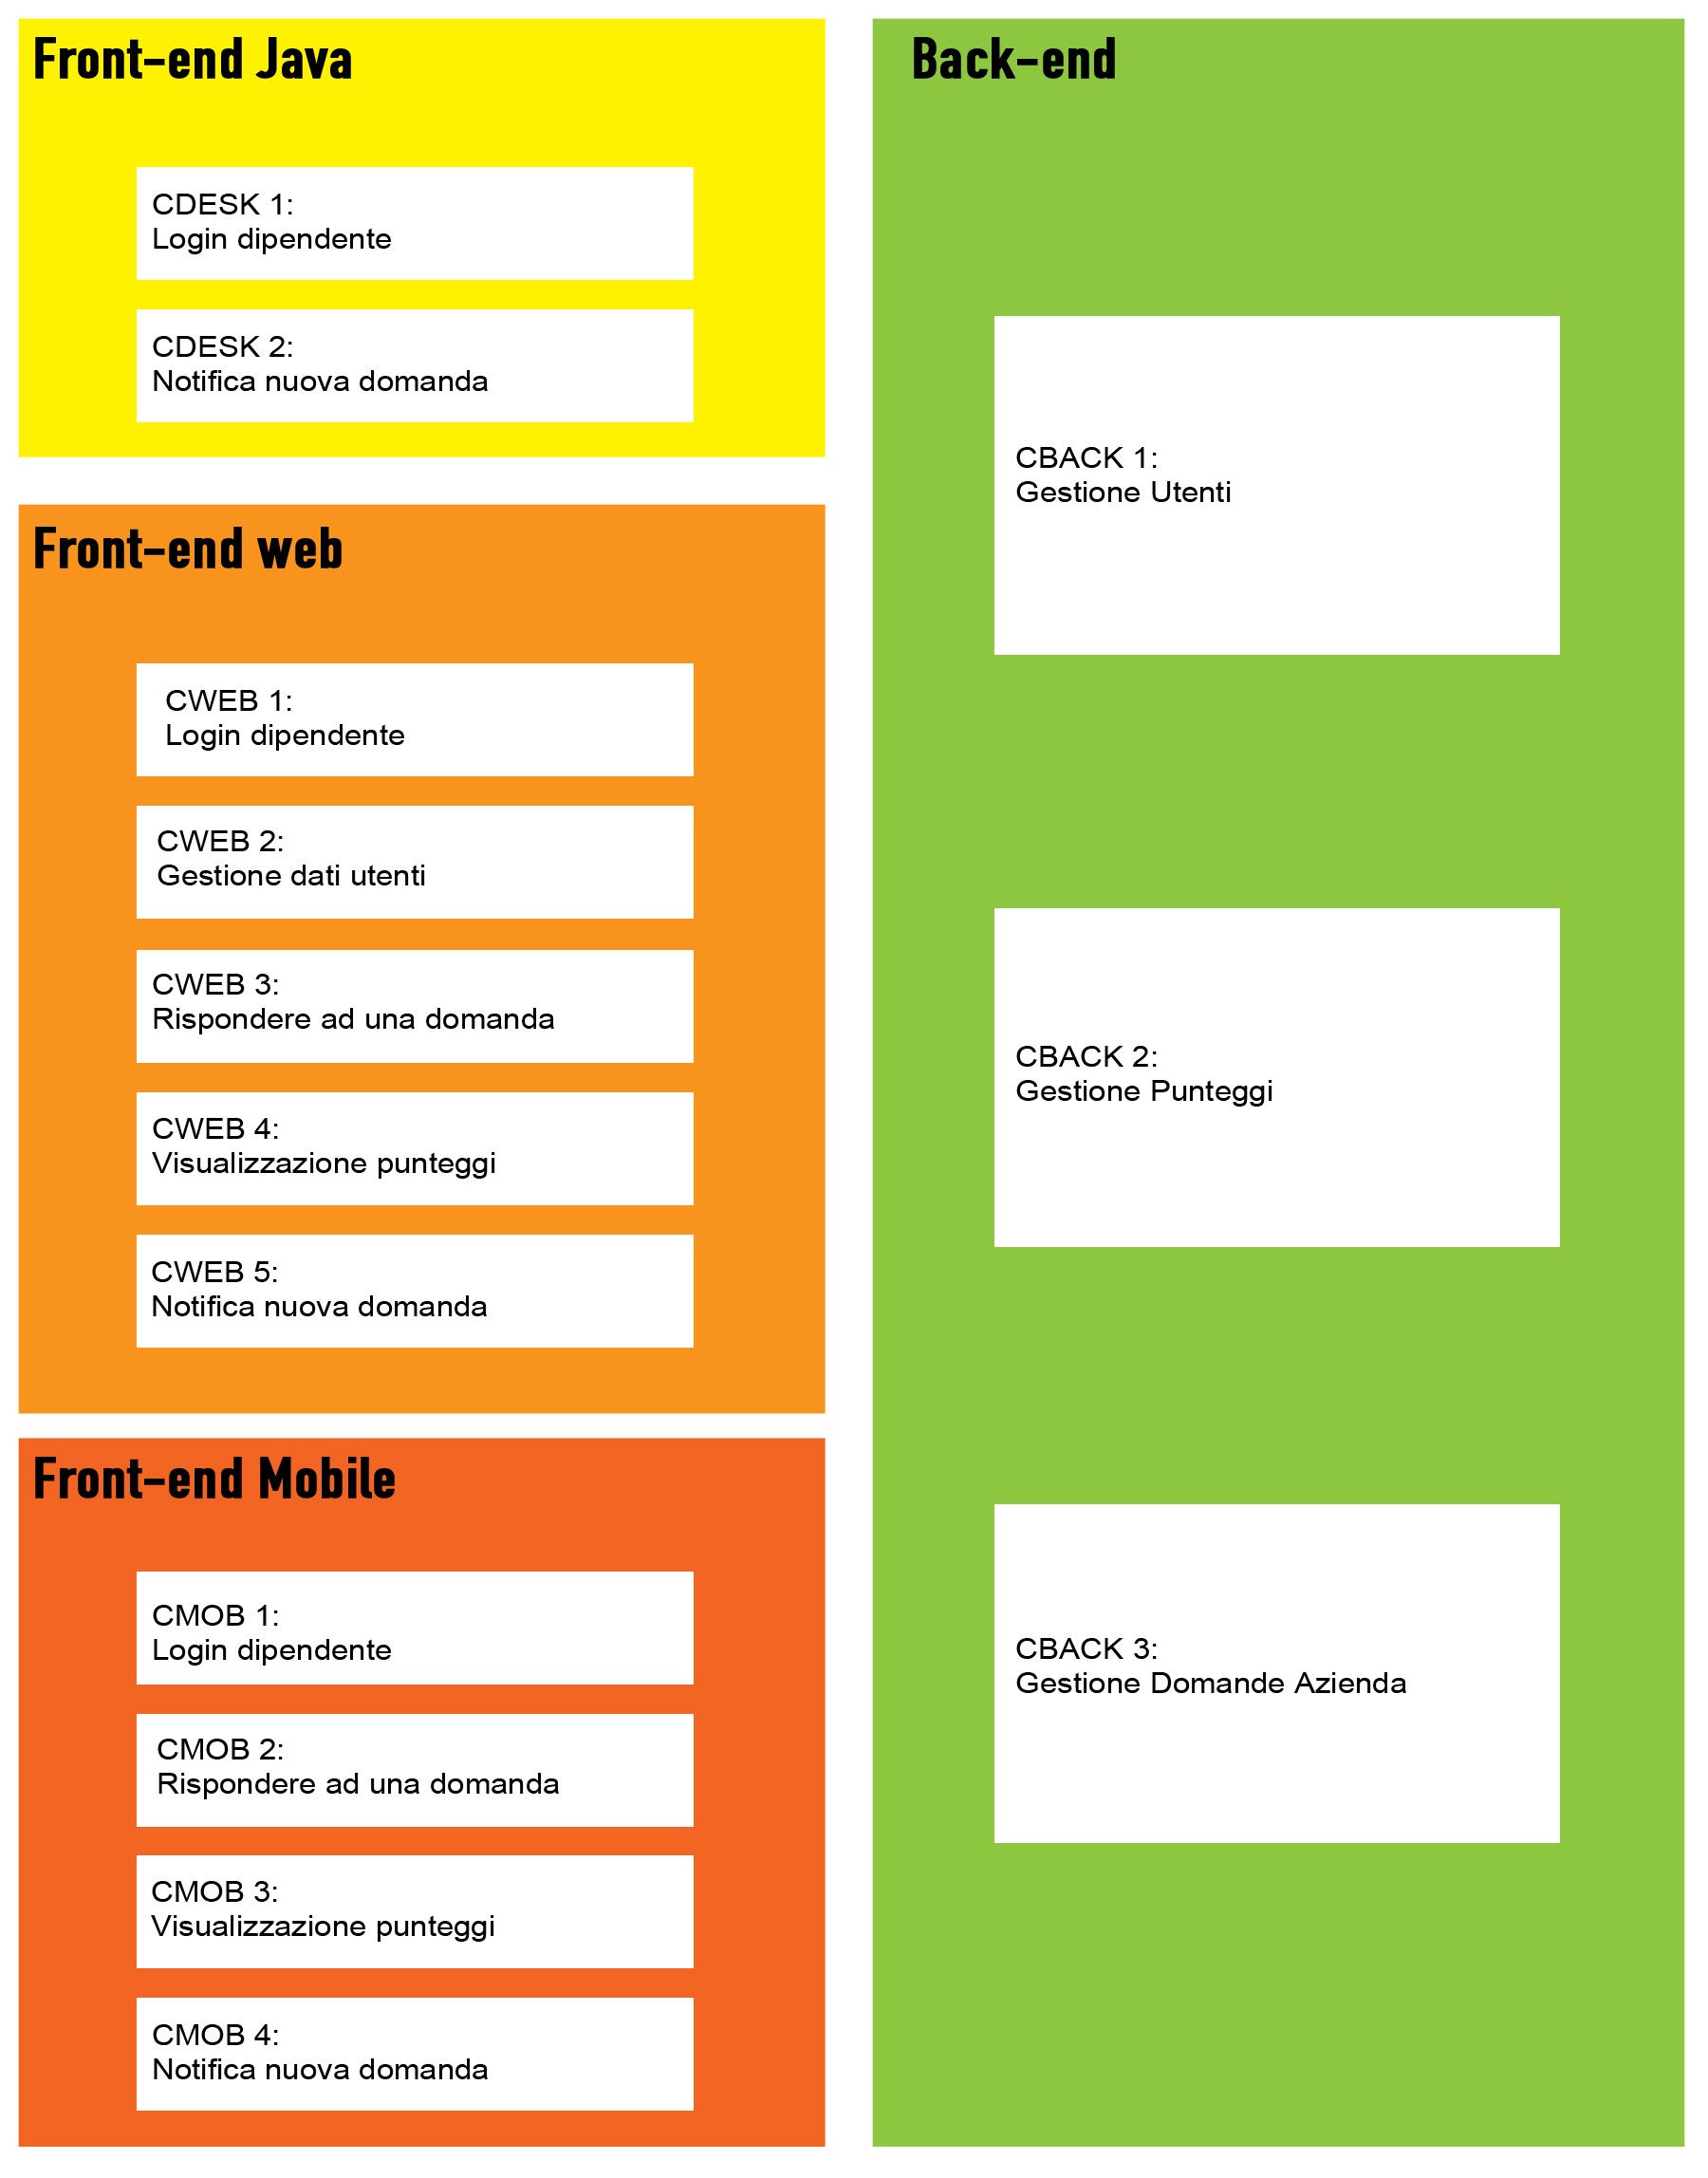 Front-end Java
CDESK 1:
Login dipendente
CDESK 2:
Notifica nuova domanda
Front-end web
CWEB 1:
Login dipendente
CWEB 2:
Gestione dati utenti
CWEB 3:
Rispondere ad una domanda
CWEB 4:
Visualizzazione punteggi
CWEB 5:
Notifica nuova domanda
Front-end Mobile
CMOB 1:
Login dipendente
CMOB 2:
Rispondere ad una domanda
CMOB 3:
Visualizzazione punteggi
CMOB 4:
Notifica nuova domanda
Back-end
CBACK 1:
Gestione Utenti
CBACK 2:
Gestione Punteggi
CBACK 3:
Gestione Domande Azienda